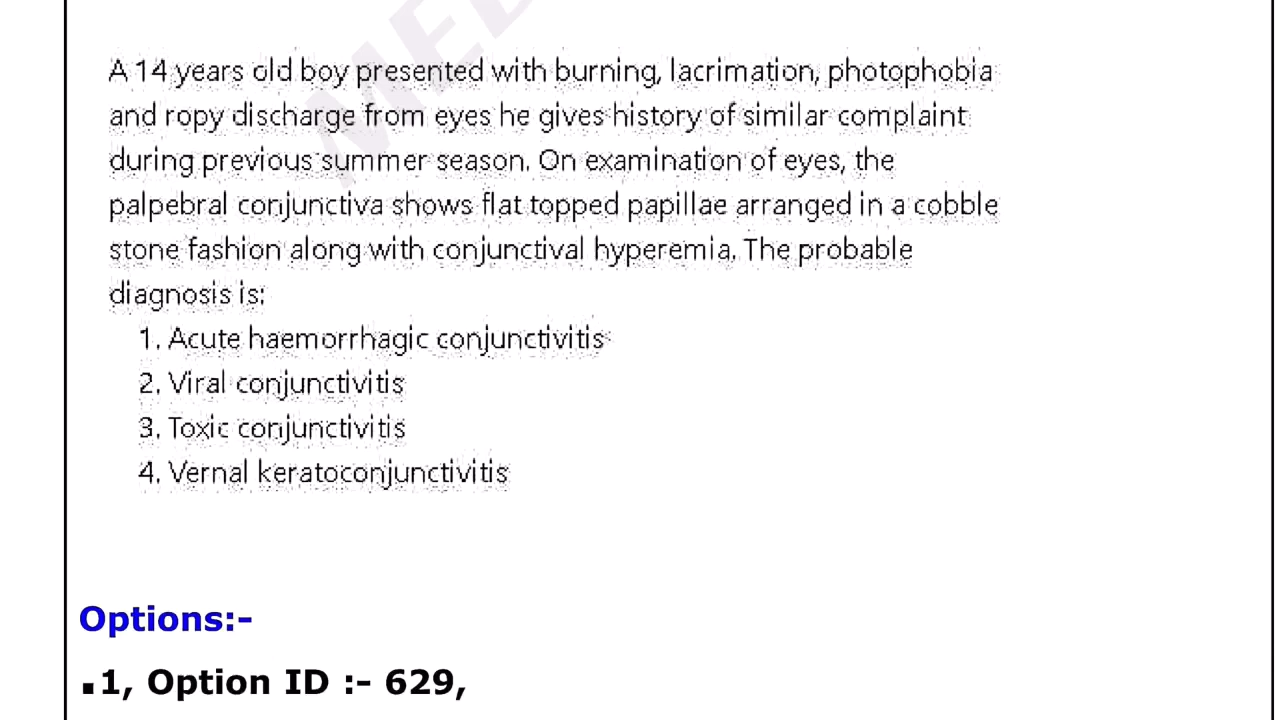 A 14 years old boy presented with burning, lacrimation, photophobia
and ropy discharge from eyes he gives history of similar complaint
during previous summer season. On examination of eyes, the
palpebral conjunctiva shows flat topped papillae arranged in a cobble
stone fashion along with conjunctival hyperemia. The probable
diagnosis is:
1. Acute haemorrhagic conjunctivitis
2. Viral conjunctivitis
3. Toxic conjunctivitis
4. Vernal keratoconjunctivitis
Options:-
▪1, Option ID :- 629,